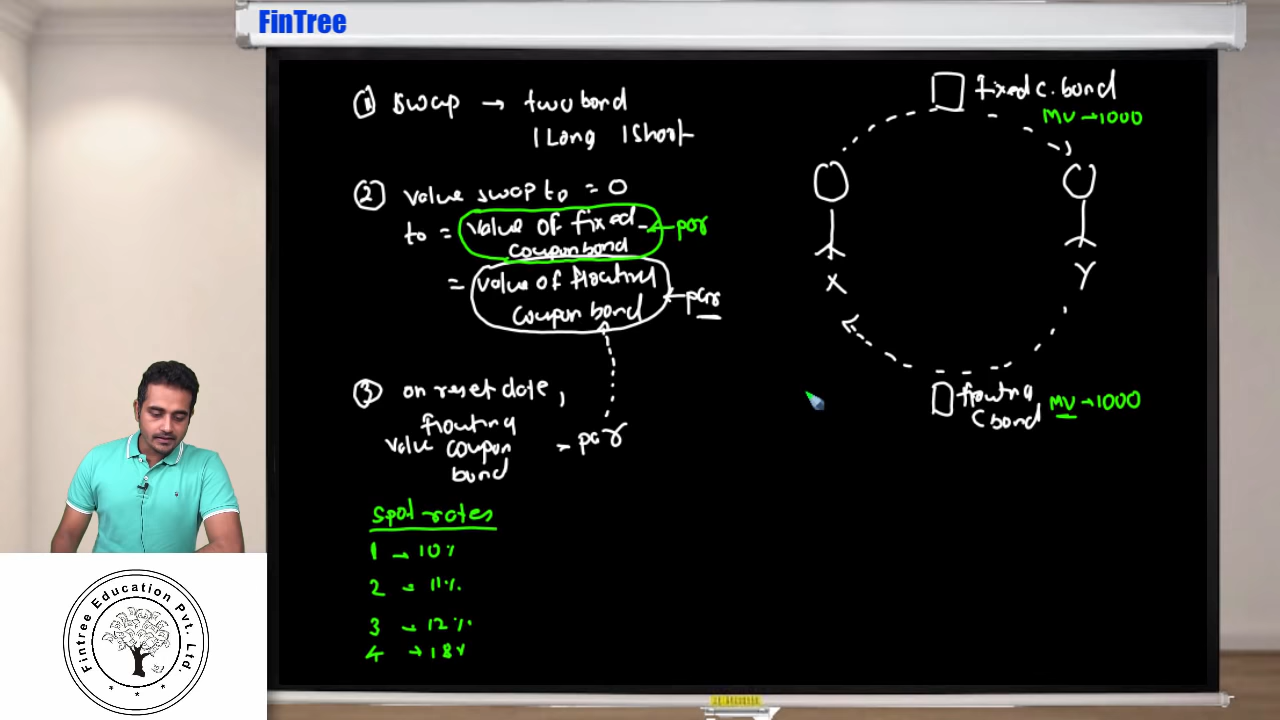 FinTree
① Swap → two bond
1 Long 1 Short
② value swap t0 = 0
t0 = value of fixed ← par
coupon bond
= value of floating
coupon bond ← par
③ on reset date,
floating
value coupon = par
bond
Spot rates
1 → 10%
2 → 11%
3 → 12%
4 → 18%
fixed c. bond
MV → 1000
X
Y
floating
C bond
MV → 1000
Fintree Education Pvt. Ltd.